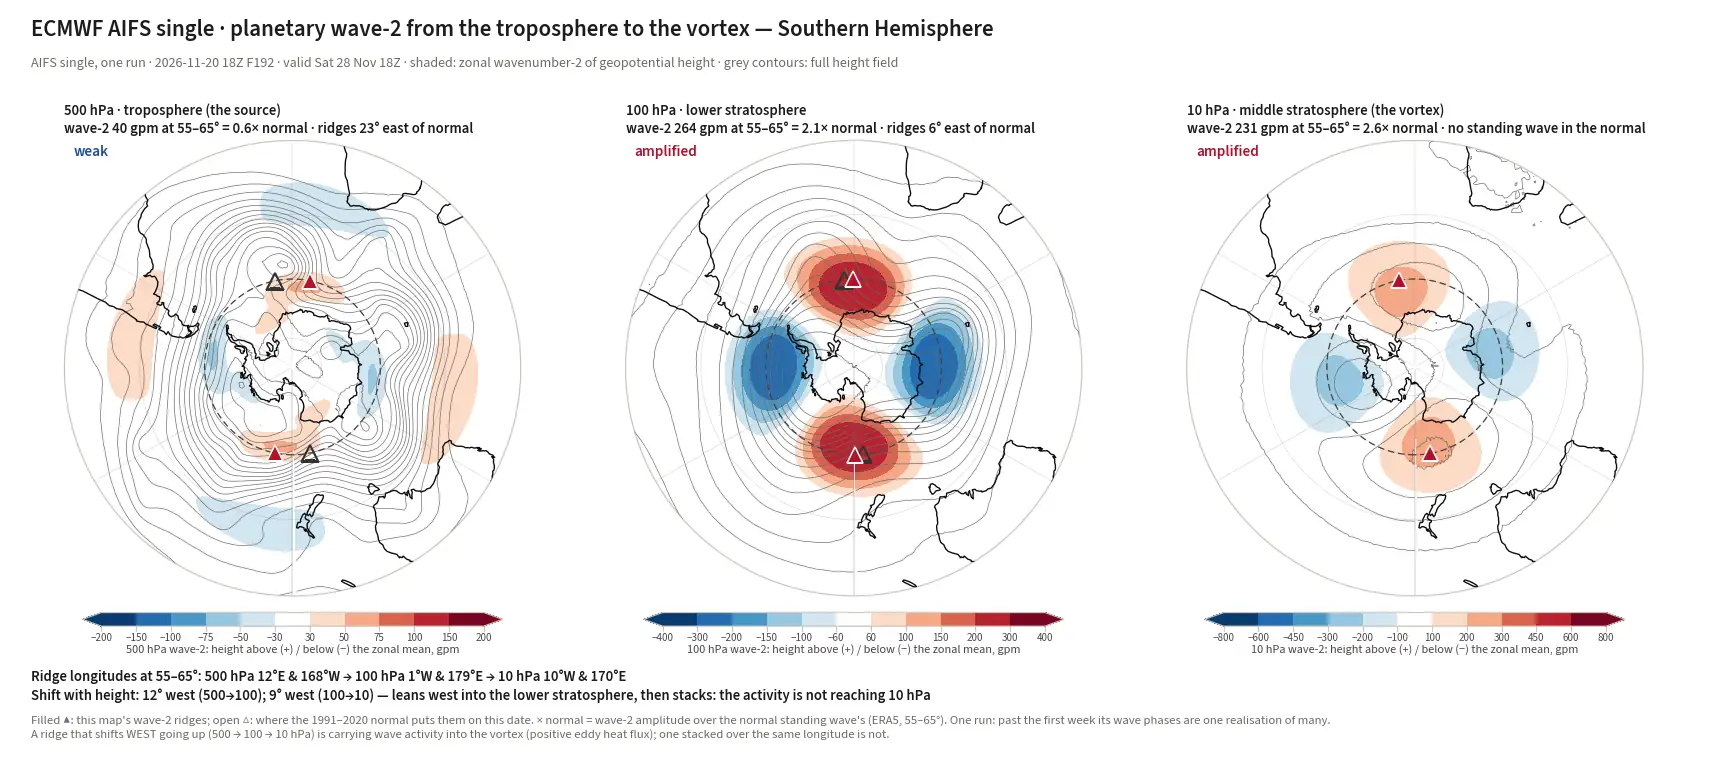 ECMWF AIFS single · planetary wave-2 from the troposphere to the vortex — Southern Hemisphere
AIFS single, one run · 2026-11-20 18Z F192 · valid Sat 28 Nov 18Z · shaded: zonal wavenumber-2 of geopotential height · grey contours: full height field
500 hPa · troposphere (the source)
wave-2 40 gpm at 55–65° = 0.6× normal · ridges 23° east of normal
weak
100 hPa · lower stratosphere
wave-2 264 gpm at 55–65° = 2.1× normal · ridges 6° east of normal
amplified
10 hPa · middle stratosphere (the vortex)
wave-2 231 gpm at 55–65° = 2.6× normal · no standing wave in the normal
amplified
−200 −150 −100 −75 −50 −30 30 50 75 100 150 200
500 hPa wave-2: height above (+) / below (−) the zonal mean, gpm
−400 −300 −200 −150 −100 −60 60 100 150 200 300 400
100 hPa wave-2: height above (+) / below (−) the zonal mean, gpm
−800 −600 −450 −300 −200 −100 100 200 300 450 600 800
10 hPa wave-2: height above (+) / below (−) the zonal mean, gpm
Ridge longitudes at 55–65°: 500 hPa 12°E & 168°W → 100 hPa 1°W & 179°E → 10 hPa 10°W & 170°E
Shift with height: 12° west (500→100); 9° west (100→10) — leans west into the lower stratosphere, then stacks: the activity is not reaching 10 hPa
Filled ▲: this map's wave-2 ridges; open △: where the 1991–2020 normal puts them on this date. × normal = wave-2 amplitude over the normal standing wave's (ERA5, 55–65°). One run: past the first week its wave phases are one realisation of many.
A ridge that shifts WEST going up (500 → 100 → 10 hPa) is carrying wave activity into the vortex (positive eddy heat flux); one stacked over the same longitude is not.